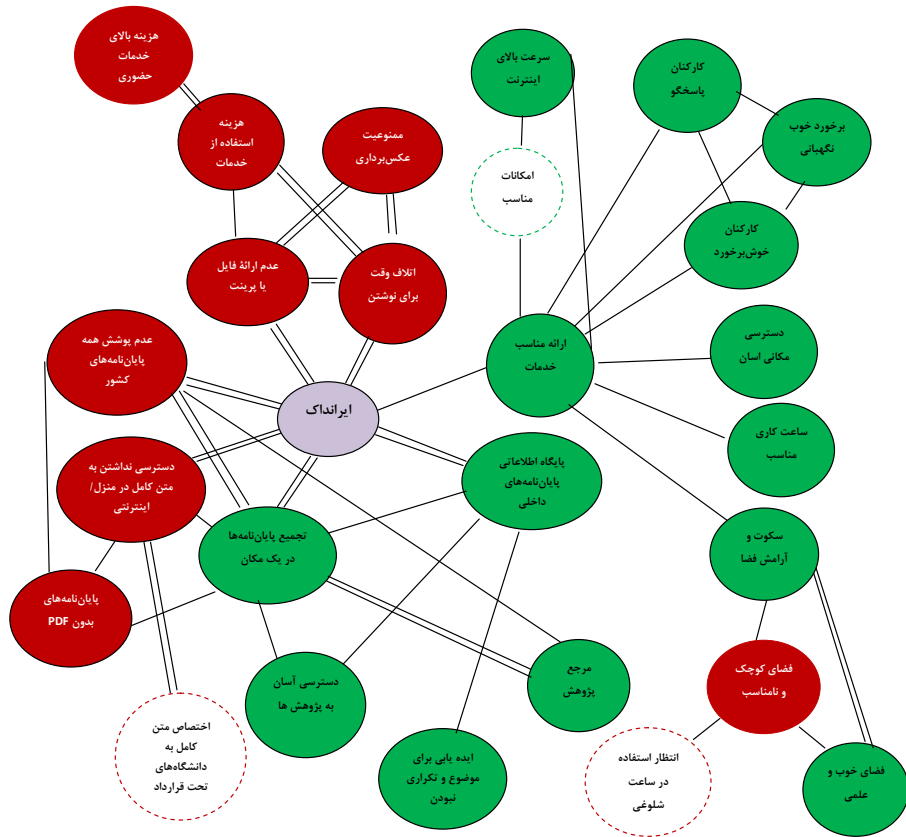 هزینه بالای
خدمات
حضوری
سرعت بالای
اینترنت
کارکنان
پاسخگو
هزینه
استفاده از
خدمات
ممنوعیت
عکس‌برداری
برخورد خوب
نگهبانی
امکانات
مناسب
کارکنان
خوش‌برخورد
عدم ارائۀ فایل
یا پرینت
اتلاف وقت
برای نوشتن
عدم پوشش همه
پایان‌نامه‌های
کشور
ارائه مناسب
خدمات
دسترسی
مکانی اسان
ایرانداک
ساعت کاری
مناسب
دسترسی نداشتن به
متن کامل در منزل/
اینترنتی
پایگاه اطلاعاتی
پایان‌نامه‌های
داخلی
تجمیع پایان‌نامه‌ها
در یک مکان
سکوت و
آرامش فضا
پایان‌نامه‌های
بدون PDF
دسترسی آسان
به پژوهش ها
مرجع
پژوهش
فضای کوچک
و نامناسب
اختصاص متن
کامل به
دانشگاه‌های
تحت قرارداد
ایده یابی برای
موضوع و تکراری
نبودن
انتظار استفاده
در ساعت
شلوغی
فضای خوب و
علمی